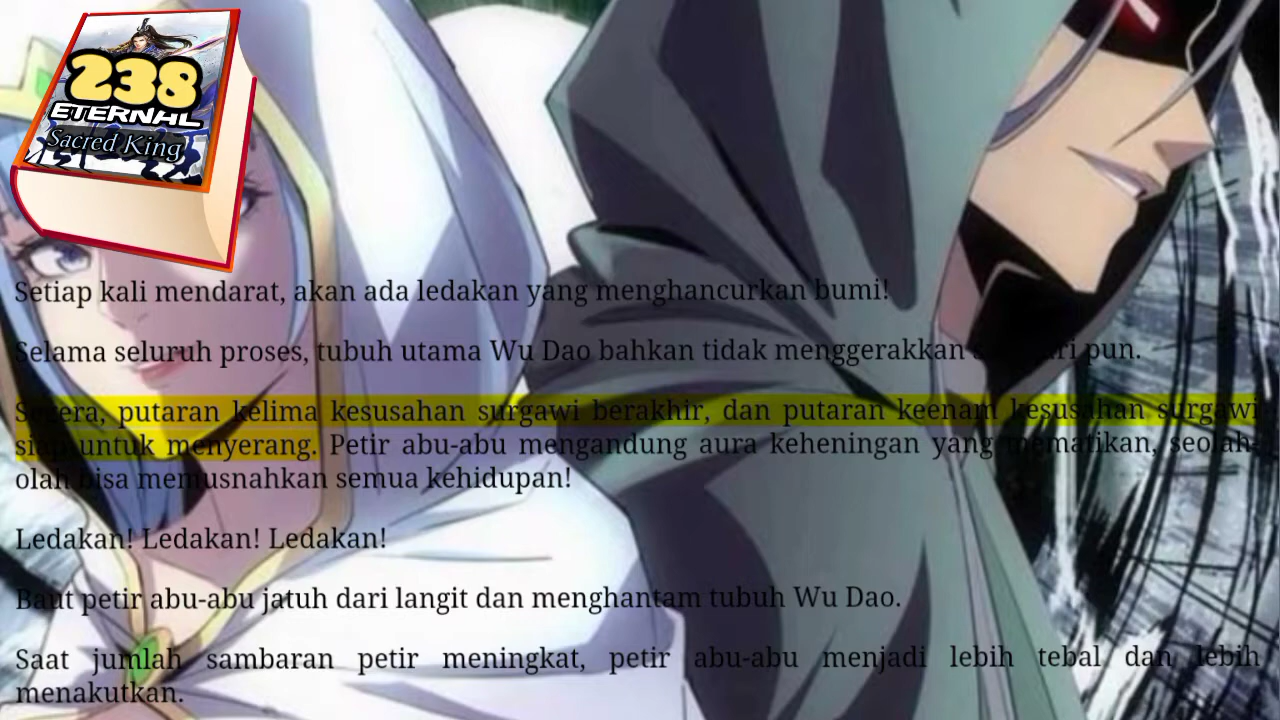 238
ETERNAL
Sacred King
Setiap kali mendarat, akan ada ledakan yang menghancurkan bumi!
Selama seluruh proses, tubuh utama Wu Dao bahkan tidak menggerakkan pun.
Segera, putaran kelima kesusahan surgawi berakhir, dan putaran keenam kesusahan surgawi
siap untuk menyerang. Petir abu-abu mengandung aura keheningan yang mematikan, seolah-
olah bisa memusnahkan semua kehidupan!
Ledakan! Ledakan! Ledakan!
Baut petir abu-abu jatuh dari langit dan menghantam tubuh Wu Dao.
Saat jumlah sambaran petir meningkat, petir abu-abu menjadi lebih tebal dan lebih
menakutkan.